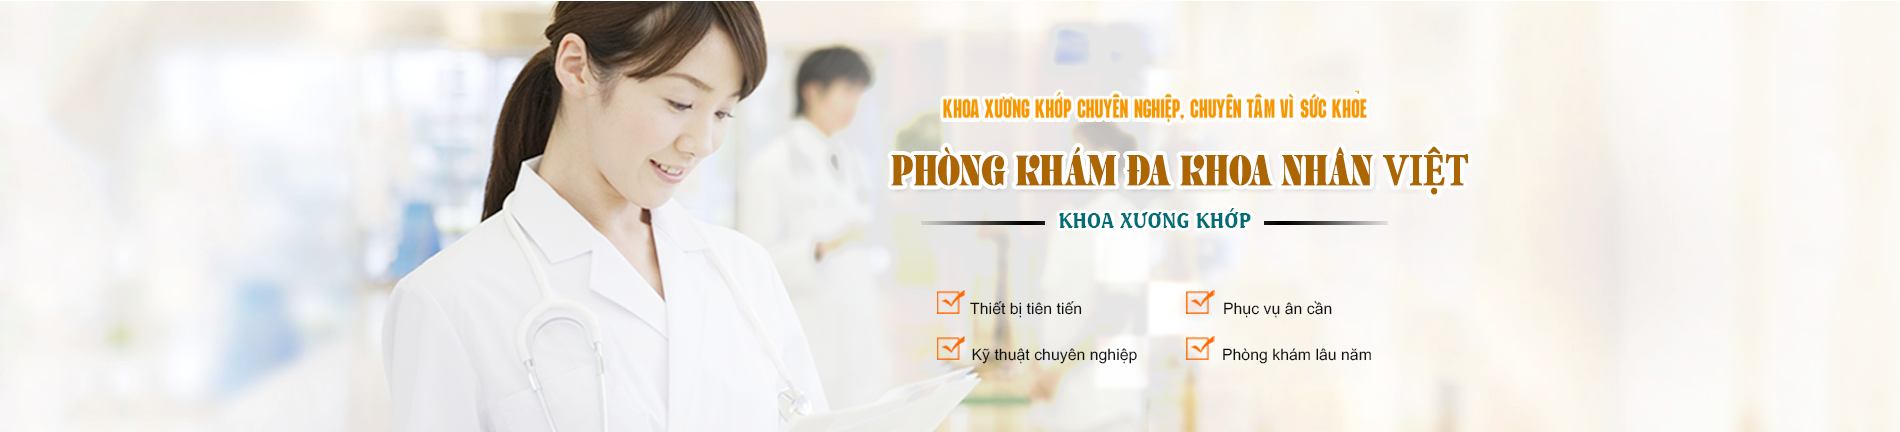 KHOA XƯƠNG KHỚP CHUYÊN NGHIỆP, CHUYÊN TÂM VÌ SỨC KHỎE
PHÒNG KHÁM ĐA KHOA NHÂN VIỆT
KHOA XƯƠNG KHỚP
Thiết bị tiên tiến
Phục vụ ân cần
Kỹ thuật chuyên nghiệp
Phòng khám lâu năm